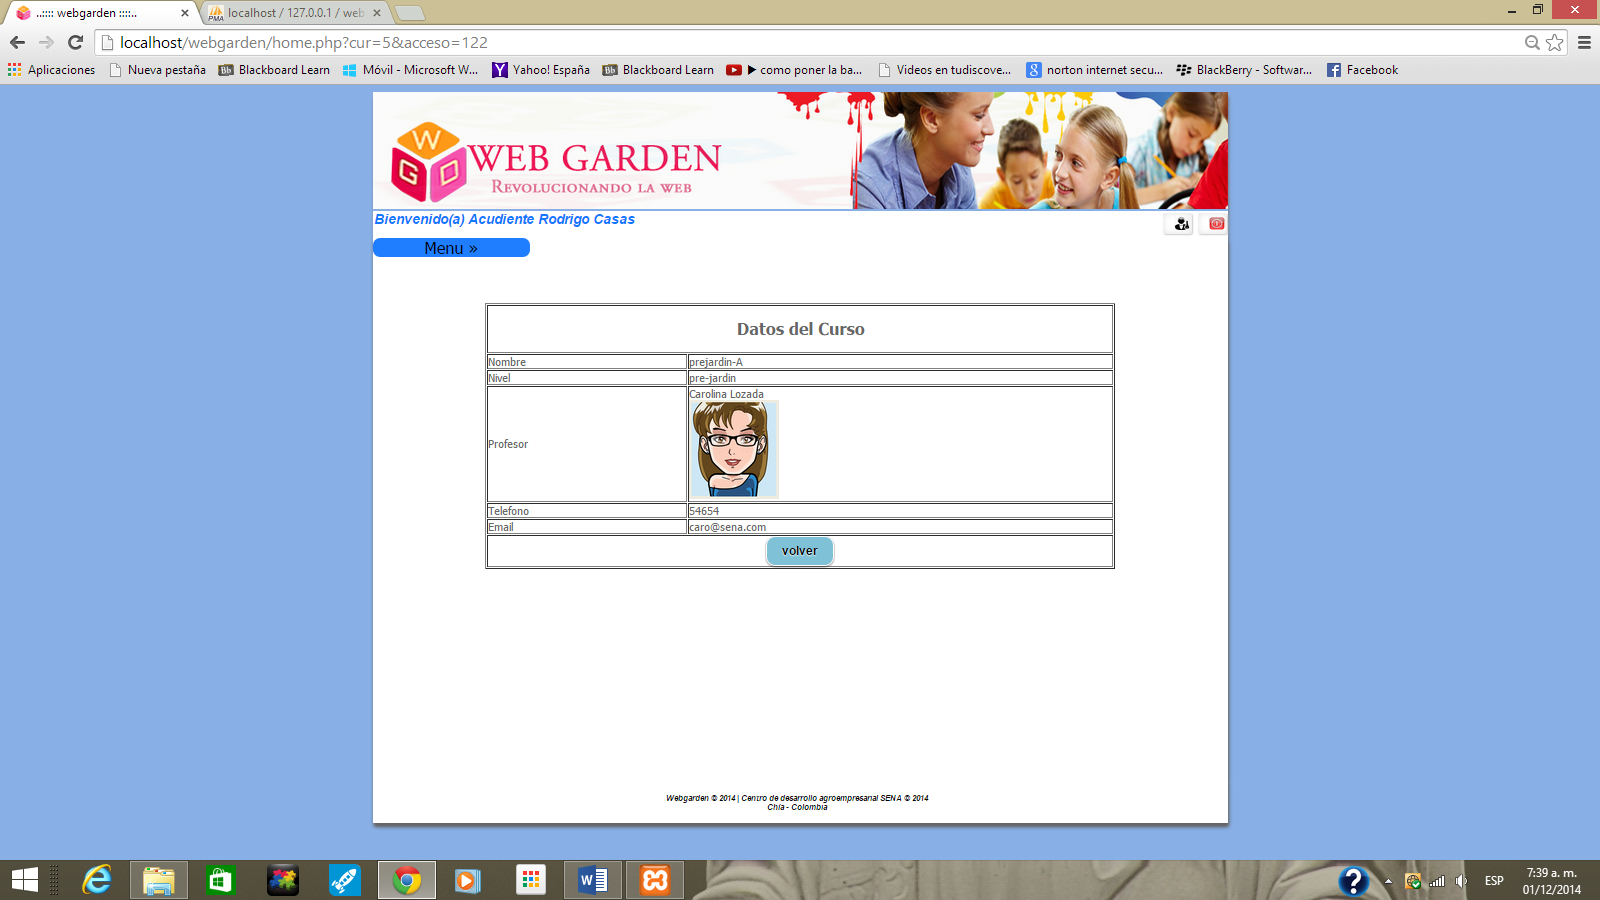 ..:::: webgarden ::::..
localhost / 127.0.0.1 / web
localhost/webgarden/home.php?cur=5&acceso=122
Aplicaciones
Nueva pestaña
Blackboard Learn
Móvil - Microsoft W...
Yahoo! España
Blackboard Learn
▶ como poner la ba...
Videos en tudiscove...
norton internet secu...
BlackBerry - Softwar...
Facebook
W G D
WEB GARDEN
REVOLUCIONANDO LA WEB
Bienvenido(a) Acudiente Rodrigo Casas
Menu »
Datos del Curso
Nombre prejardin-A
Nivel pre-jardin
Profesor Carolina Lozada
Telefono 54654
Email caro@sena.com
volver
Webgarden © 2014 | Centro de desarrollo agroempresarial SENA © 2014
Chía - Colombia
ESP
7:39 a. m.
01/12/2014